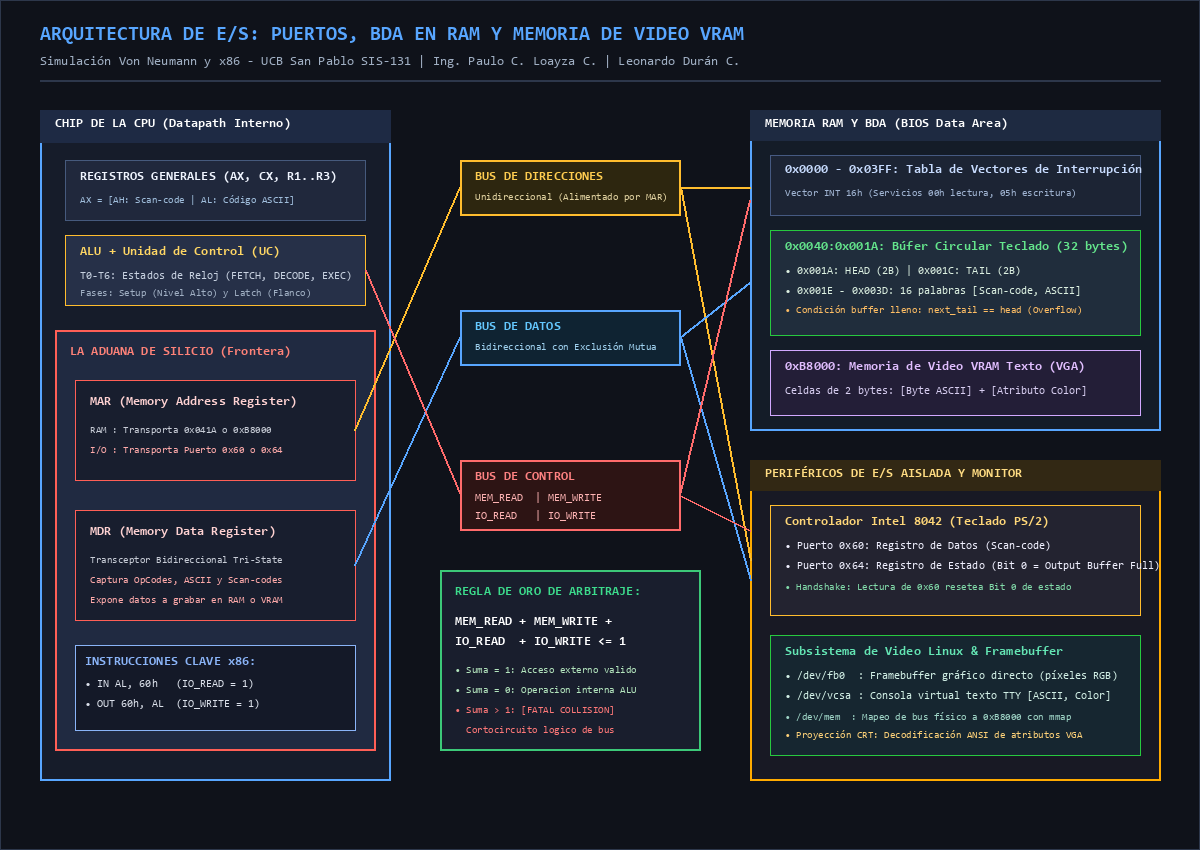 ARQUITECTURA DE E/S: PUERTOS, BDA EN RAM Y MEMORIA DE VIDEO VRAM
Simulación Von Neumann y x86 - UCB San Pablo SIS-131 | Ing. Paulo C. Loayza C. | Leonardo Durán C.
CHIP DE LA CPU (Datapath Interno)
REGISTROS GENERALES (AX, CX, R1..R3)
AX = [AH: Scan-code | AL: Código ASCII]
ALU + Unidad de Control (UC)
T0-T6: Estados de Reloj (FETCH, DECODE, EXEC)
Fases: Setup (Nivel Alto) y Latch (Flanco)
LA ADUANA DE SILICIO (Frontera)
MAR (Memory Address Register)
RAM : Transporta 0x041A o 0xB8000
I/O : Transporta Puerto 0x60 o 0x64
MDR (Memory Data Register)
Transceptor Bidireccional Tri-State
Captura OpCodes, ASCII y Scan-codes
Expone datos a grabar en RAM o VRAM
INSTRUCCIONES CLAVE x86:
• IN AL, 60h   (IO_READ = 1)
• OUT 60h, AL  (IO_WRITE = 1)
BUS DE DIRECCIONES
Unidireccional (Alimentado por MAR)
BUS DE DATOS
Bidireccional con Exclusión Mutua
BUS DE CONTROL
MEM_READ  | MEM_WRITE
IO_READ   | IO_WRITE
REGLA DE ORO DE ARBITRAJE:
MEM_READ + MEM_WRITE +
IO_READ  + IO_WRITE <= 1
• Suma = 1: Acceso externo valido
• Suma = 0: Operacion interna ALU
• Suma > 1: [FATAL COLLISION]
Cortocircuito logico de bus
MEMORIA RAM Y BDA (BIOS Data Area)
0x0000 - 0x03FF: Tabla de Vectores de Interrupción
Vector INT 16h (Servicios 00h lectura, 05h escritura)
0x0040:0x001A: Búfer Circular Teclado (32 bytes)
• 0x001A: HEAD (2B) | 0x001C: TAIL (2B)
• 0x001E - 0x003D: 16 palabras [Scan-code, ASCII]
• Condición buffer lleno: next_tail == head (Overflow)
0xB8000: Memoria de Video VRAM Texto (VGA)
Celdas de 2 bytes: [Byte ASCII] + [Atributo Color]
PERIFÉRICOS DE E/S AISLADA Y MONITOR
Controlador Intel 8042 (Teclado PS/2)
• Puerto 0x60: Registro de Datos (Scan-code)
• Puerto 0x64: Registro de Estado (Bit 0 = Output Buffer Full)
• Handshake: Lectura de 0x60 resetea Bit 0 de estado
Subsistema de Video Linux & Framebuffer
• /dev/fb0  : Framebuffer gráfico directo (píxeles RGB)
• /dev/vcsa : Consola virtual texto TTY [ASCII, Color]
• /dev/mem  : Mapeo de bus físico a 0xB8000 con mmap
• Proyección CRT: Decodificación ANSI de atributos VGA